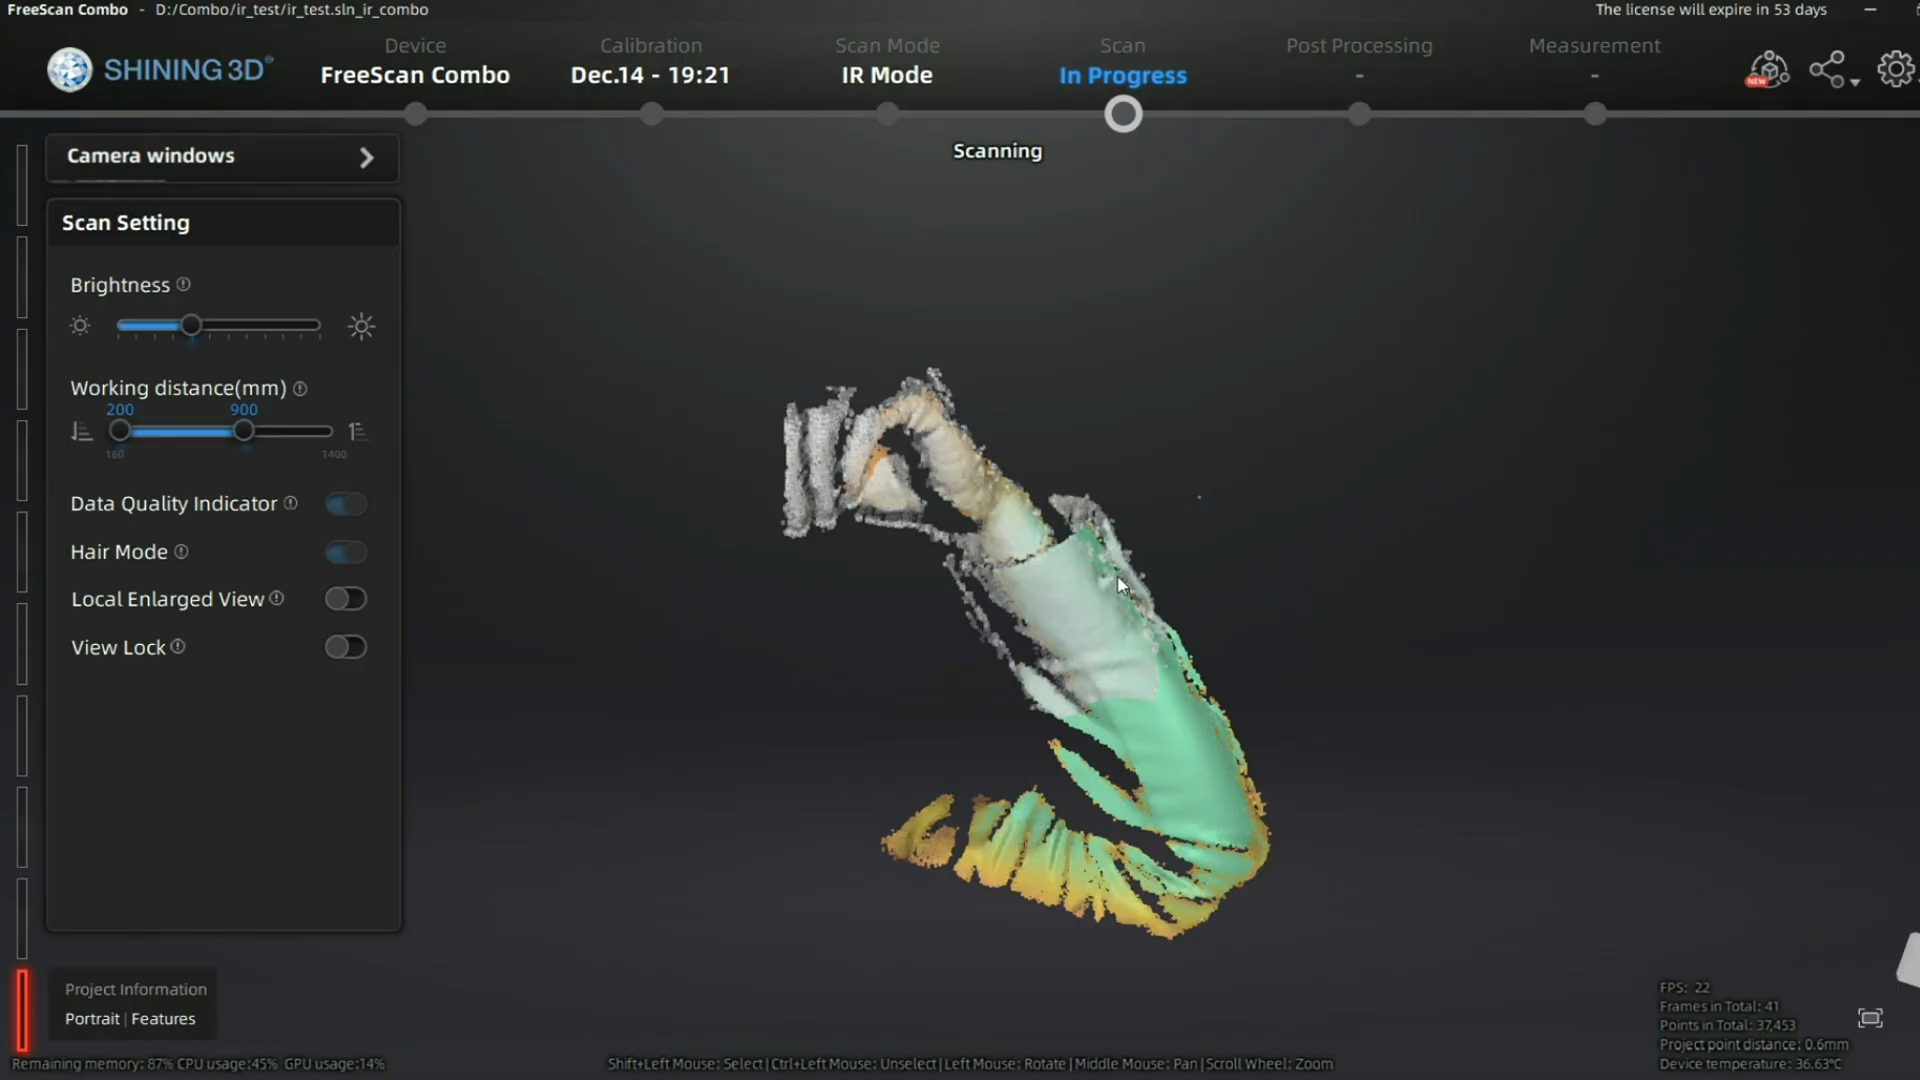 FreeScan Combo - D:/Combo/ir_test/ir_test.sln_ir_combo
The license will expire in 53 days
SHINING 3D®
Device
FreeScan Combo
Calibration
Dec.14 - 19:21
Scan Mode
IR Mode
Scan
In Progress
Post Processing
-
Measurement
-
NEW
Scanning
Camera windows
Scan Setting
Brightness
Working distance(mm)
200 900
160 1400
Data Quality Indicator
Hair Mode
Local Enlarged View
View Lock
Project Information
Portrait | Features
FPS: 22
Frames in Total: 41
Points in Total: 37,453
Project point distance: 0.6mm
Device temperature: 36.63℃
Remaining memory: 87% CPU usage:45% GPU usage:14%
Shift+Left Mouse: Select|Ctrl+Left Mouse: Unselect|Left Mouse: Rotate|Middle Mouse: Pan|Scroll Wheel: Zoom